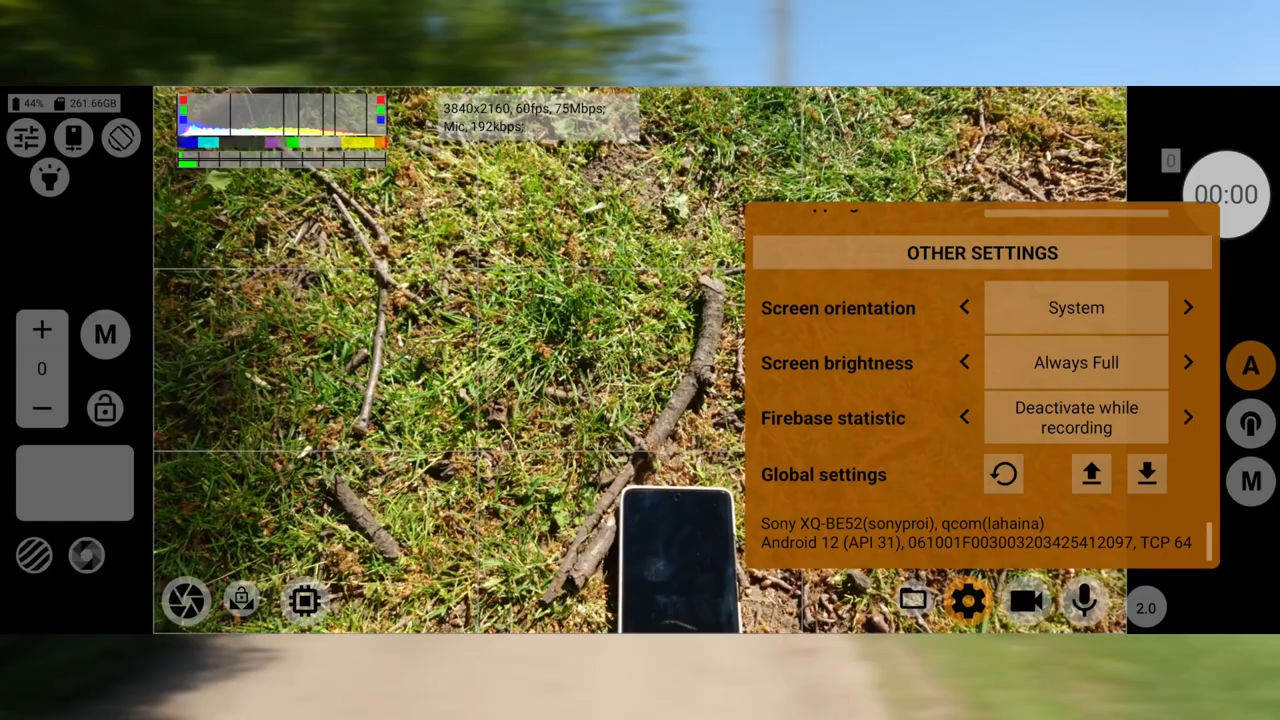 44% 261.66GB
3840x2160, 60fps, 75Mbps;
Mic, 192kbps;
0
00:00
OTHER SETTINGS
Screen orientation System
Screen brightness Always Full
Firebase statistic Deactivate while
recording
Global settings
Sony XQ-BE52(sonyproi), qcom(lahaina)
Android 12 (API 31), 061001F003003203425412097, TCP 64
+
0
−
M
A
M
2.0